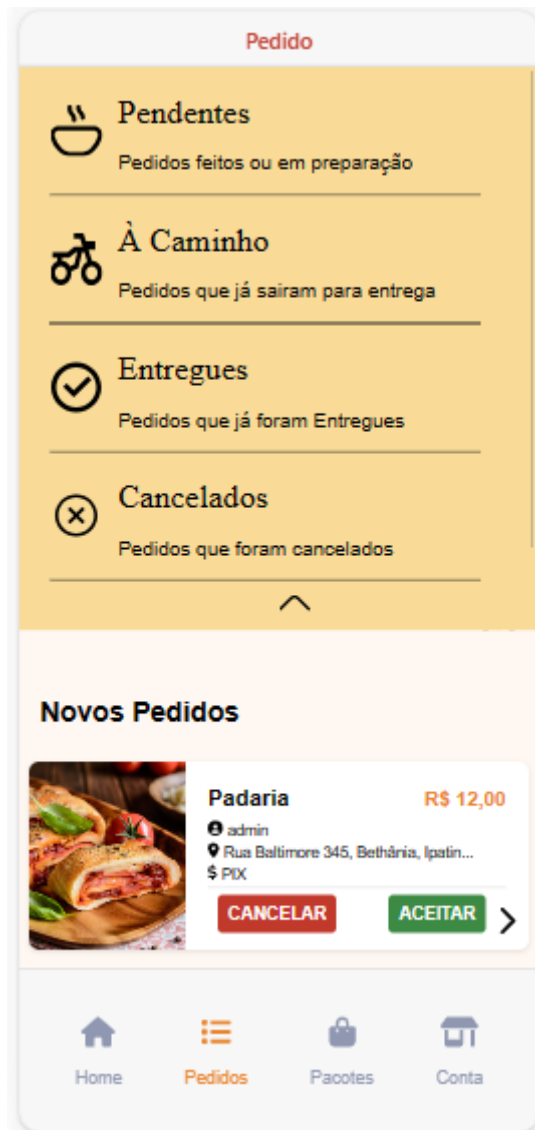 Pedido
Pendentes
Pedidos feitos ou em preparação
À Caminho
Pedidos que já sairam para entrega
Entregues
Pedidos que já foram Entregues
Cancelados
Pedidos que foram cancelados
Novos Pedidos
Padaria R$ 12,00
admin
Rua Baltimore 345, Bethânia, Ipatin...
$ PIX
CANCELAR ACEITAR
Home Pedidos Pacotes Conta